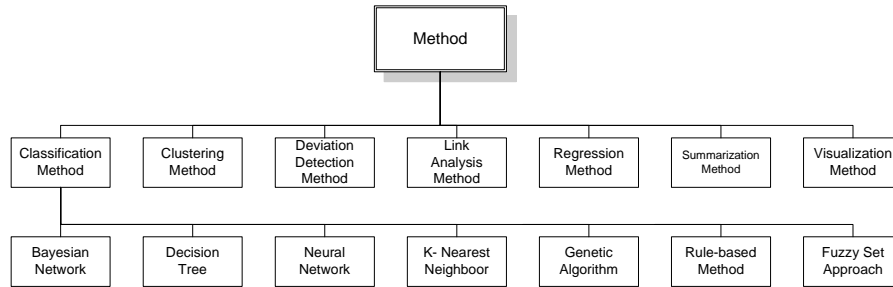 Method
Classification
Method
Clustering
Method
Deviation
Detection
Method
Link
Analysis
Method
Regression
Method
Summarization
Method
Visualization
Method
Bayesian
Network
Decision
Tree
Neural
Network
K- Nearest
Neighboor
Genetic
Algorithm
Rule-based
Method
Fuzzy Set
Approach